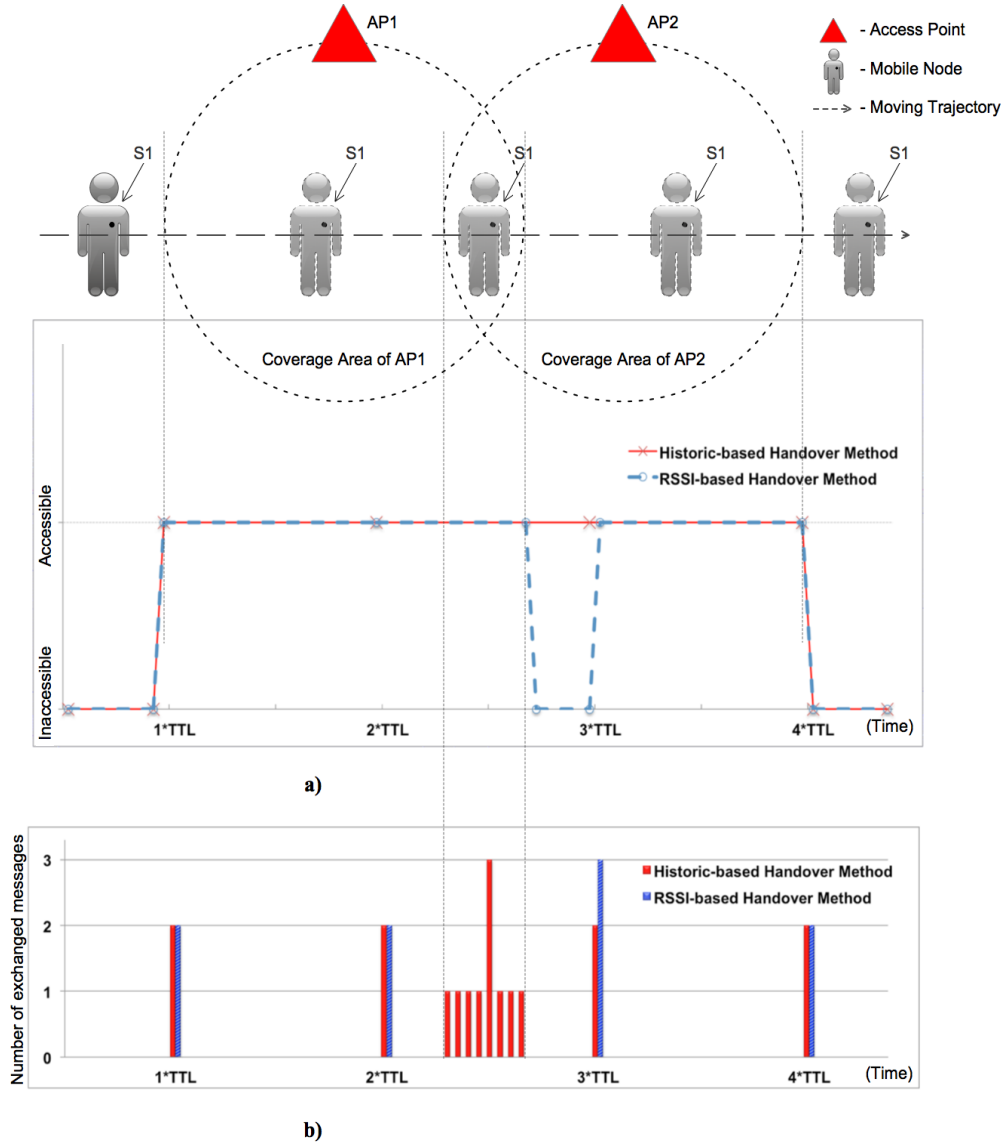 AP1
AP2
- Access Point
- Mobile Node
- Moving Trajectory
S1
S1
S1
S1
S1
Coverage Area of AP1
Coverage Area of AP2
Historic-based Handover Method
RSSI-based Handover Method
Accessible
Inaccessible
1*TTL
2*TTL
3*TTL
4*TTL
(Time)
a)
Number of exchanged messages
3
2
1
0
Historic-based Handover Method
RSSI-based Handover Method
1*TTL
2*TTL
3*TTL
4*TTL
(Time)
b)